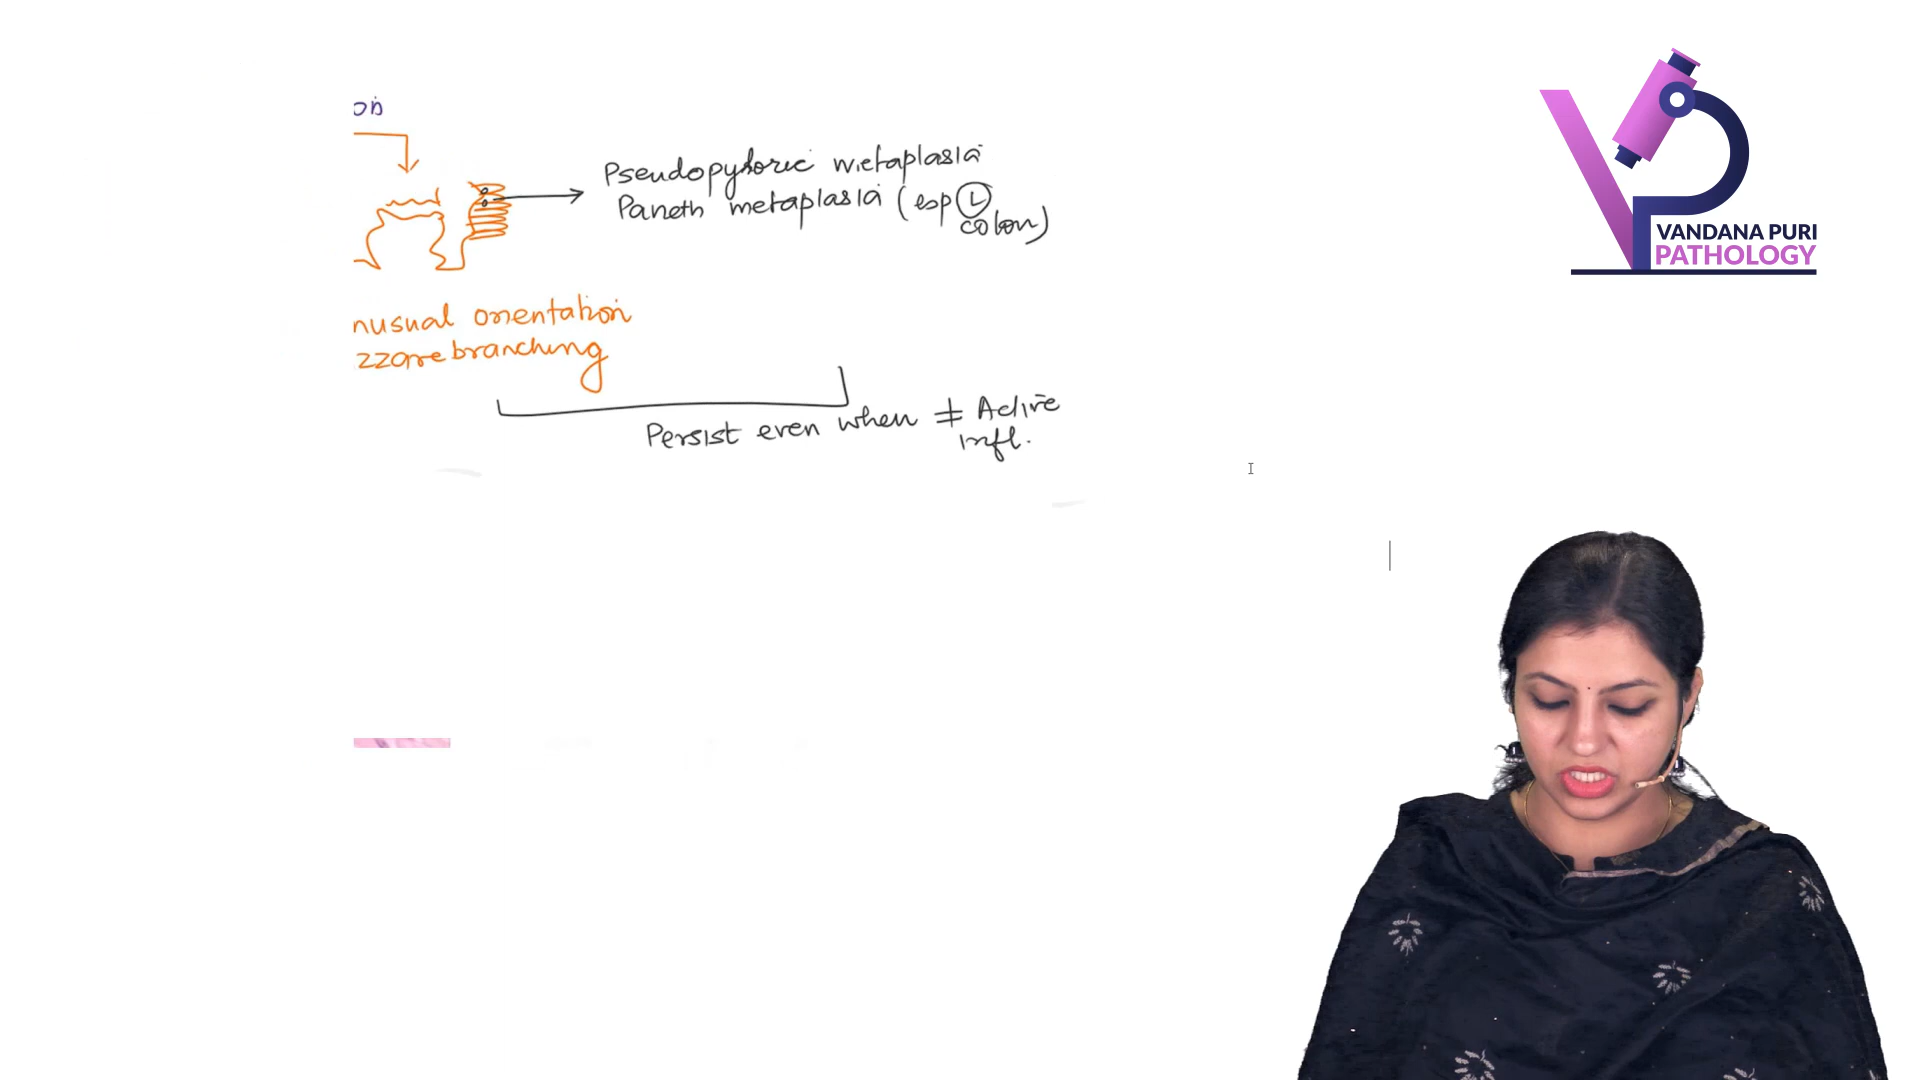 on
Pseudopyloric metaplasia
Paneth metaplasia (esp L
colon)
nusual orientation
zzare branching
Persist even when ≠ Active
infl.
VANDANA PURI
PATHOLOGY